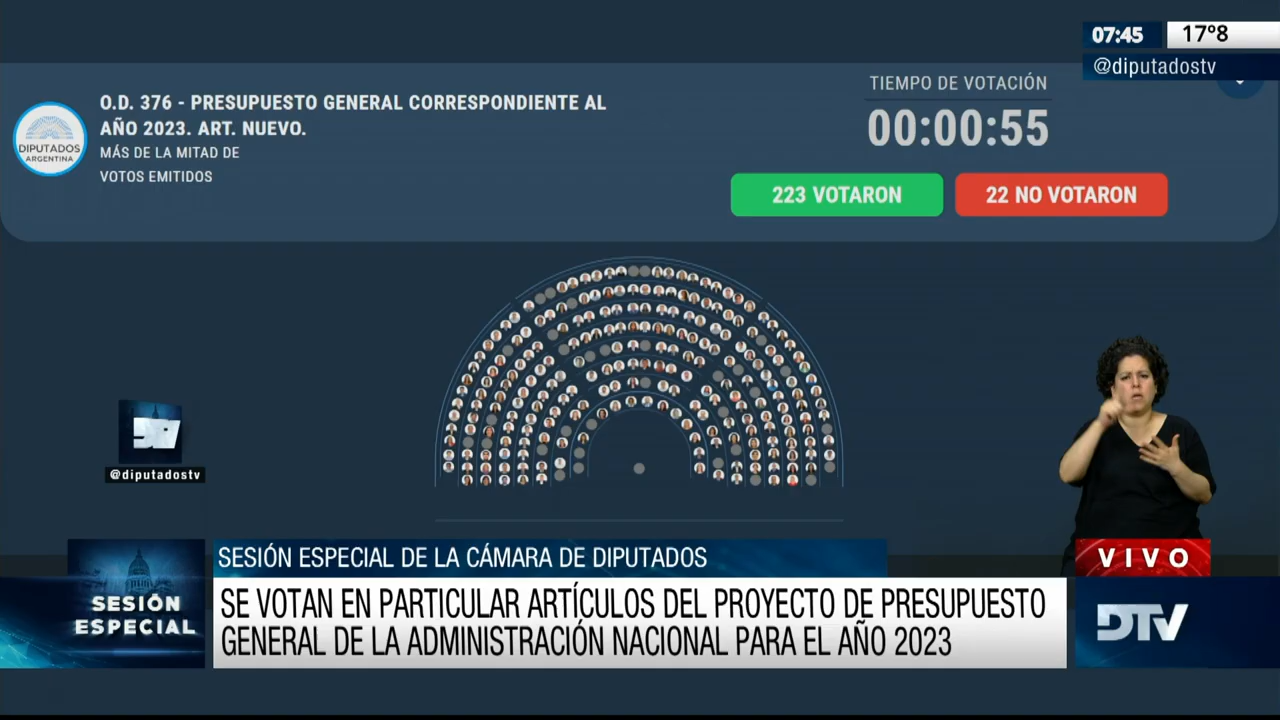 07:45
17°8
@diputadostv
DIPUTADOS
ARGENTINA
O.D. 376 - PRESUPUESTO GENERAL CORRESPONDIENTE AL
AÑO 2023. ART. NUEVO.
MÁS DE LA MITAD DE
VOTOS EMITIDOS
TIEMPO DE VOTACIÓN
00:00:55
223 VOTARON
22 NO VOTARON
@diputadostv
SESIÓN ESPECIAL DE LA CÁMARA DE DIPUTADOS
VIVO
SESIÓN
ESPECIAL
SE VOTAN EN PARTICULAR ARTÍCULOS DEL PROYECTO DE PRESUPUESTO
GENERAL DE LA ADMINISTRACIÓN NACIONAL PARA EL AÑO 2023
DTV